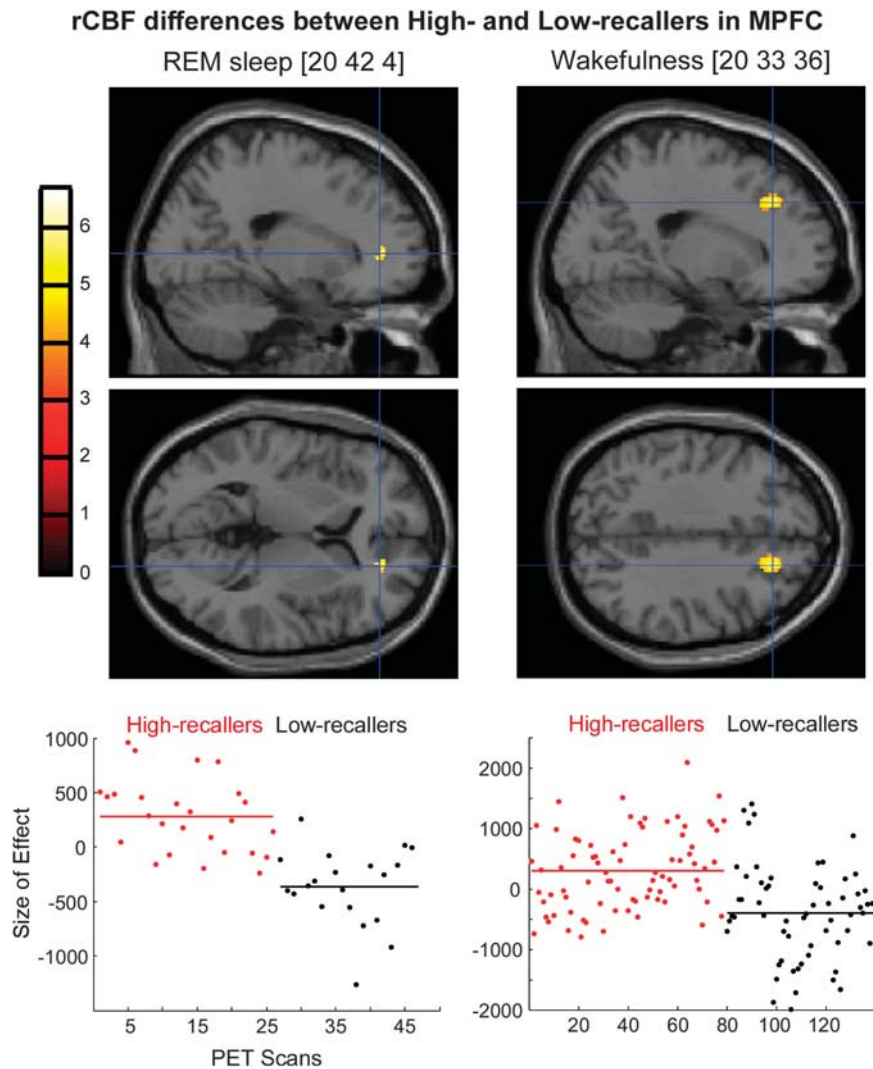 rCBF differences between High- and Low-recallers in MPFC
REM sleep [20 42 4]
Wakefulness [20 33 36]
6
5
4
3
2
1
0
High-recallers Low-recallers
1000
500
0
-500
-1000
Size of Effect
5 15 25 35 45
PET Scans
High-recallers Low-recallers
2000
1000
0
-1000
-2000
20 40 60 80 100 120